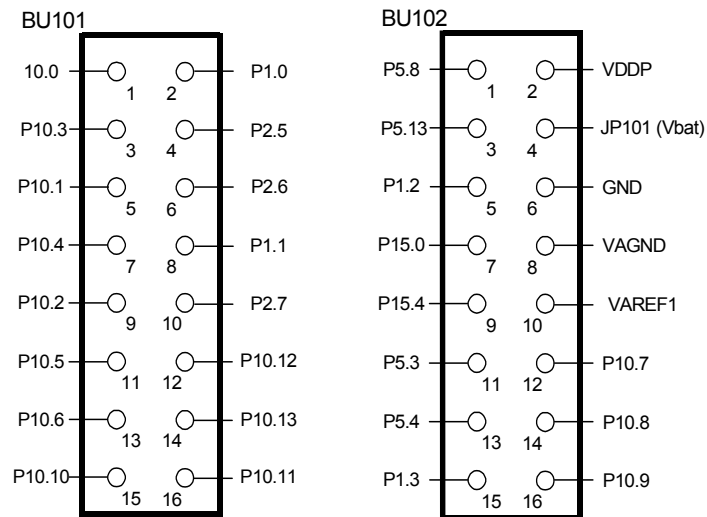 BU101
10.0 1 2 P1.0
P10.3 3 4 P2.5
P10.1 5 6 P2.6
P10.4 7 8 P1.1
P10.2 9 10 P2.7
P10.5 11 12 P10.12
P10.6 13 14 P10.13
P10.10 15 16 P10.11
BU102
P5.8 1 2 VDDP
P5.13 3 4 JP101 (Vbat)
P1.2 5 6 GND
P15.0 7 8 VAGND
P15.4 9 10 VAREF1
P5.3 11 12 P10.7
P5.4 13 14 P10.8
P1.3 15 16 P10.9